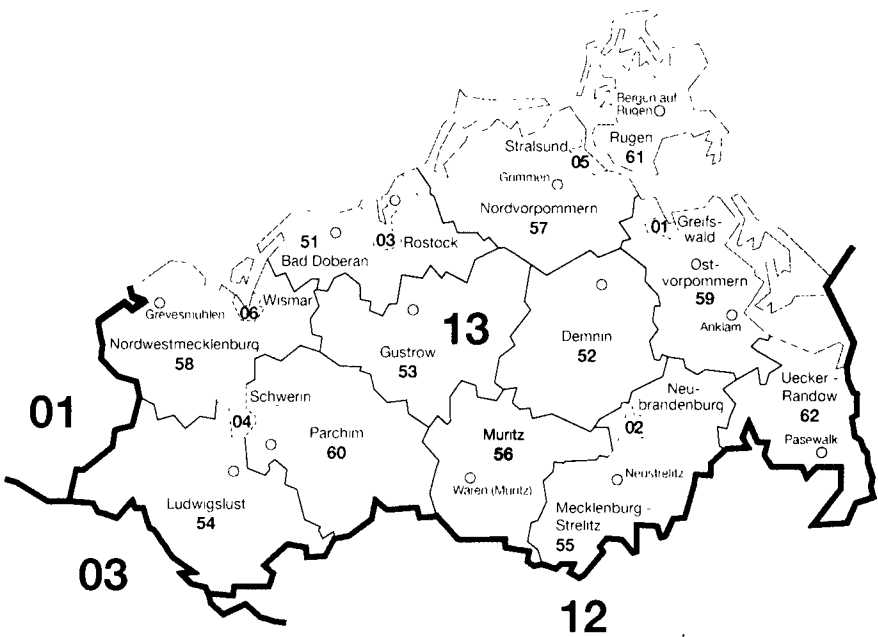 Bergen auf
Rugen
Rugen
61
Stralsund
05
Grimmen
Nordvorpommern
57
01
Greifs-
wald
51
Bad Doberan
03
Rostock
Ost-
vorpommern
59
Anklam
Grevesmuhlen
06
Wismar
Nordwestmecklenburg
58
Gustrow
53
13
Demnin
52
Schwerin
04
Neu-
brandenburg
02
Uecker-
Randow
62
Pasewalk
01
Parchim
60
Muritz
56
Waren (Muritz)
Neustrelitz
Ludwigslust
54
Mecklenburg-
Strelitz
55
03
12